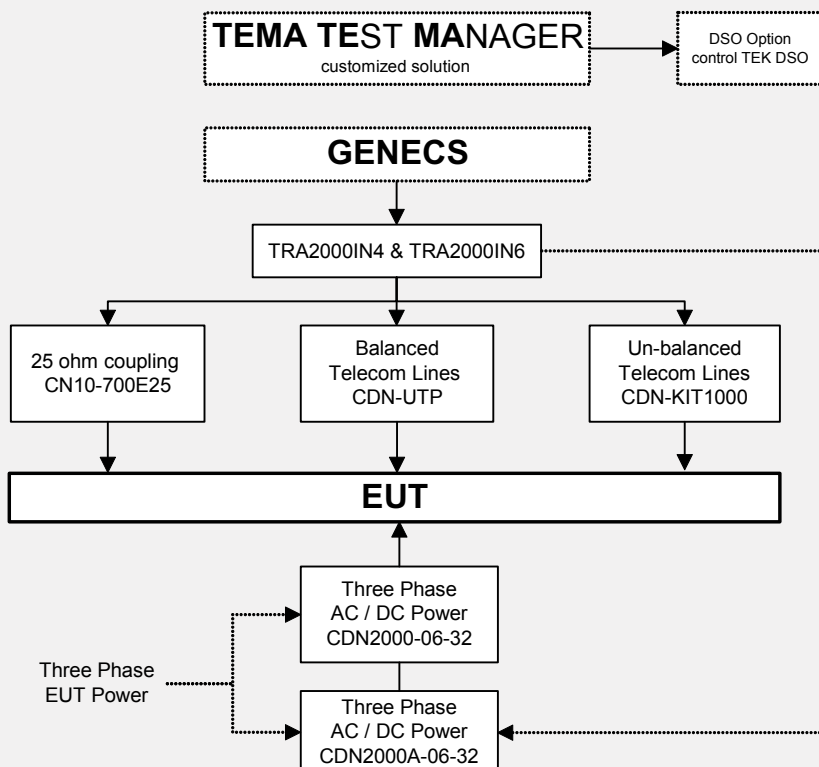 TEMA TEST MANAGER
customized solution
DSO Option
control TEK DSO
GENECS
TRA2000IN4 & TRA2000IN6
25 ohm coupling
CN10-700E25
Balanced
Telecom Lines
CDN-UTP
Un-balanced
Telecom Lines
CDN-KIT1000
EUT
Three Phase
AC / DC Power
CDN2000-06-32
Three Phase
EUT Power
Three Phase
AC / DC Power
CDN2000A-06-32